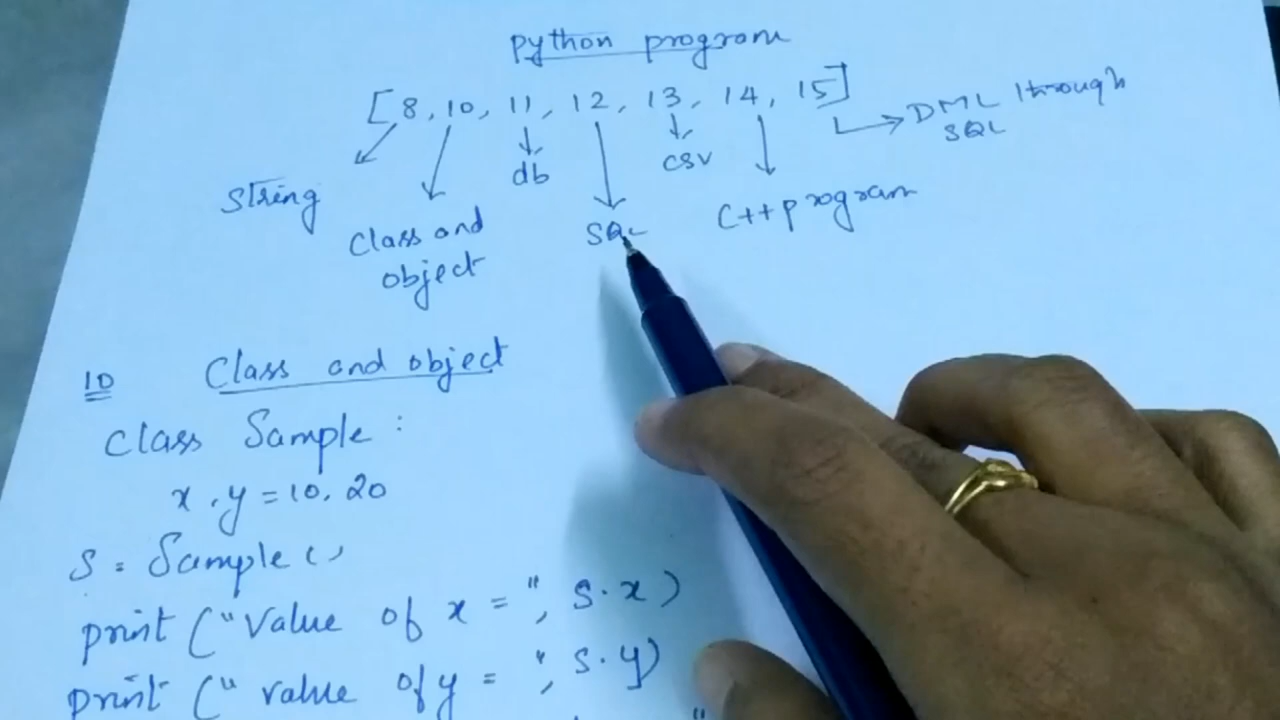 Python program
[8, 10, 11, 12, 13, 14, 15]
DML through
SQL
db
csv
String
C++ program
Class and
object
SQL
10 Class and object
Class Sample :
x, y = 10, 20
S = Sample ()
print ("Value of x = ", s.x)
print (" value of y = ", s.y)